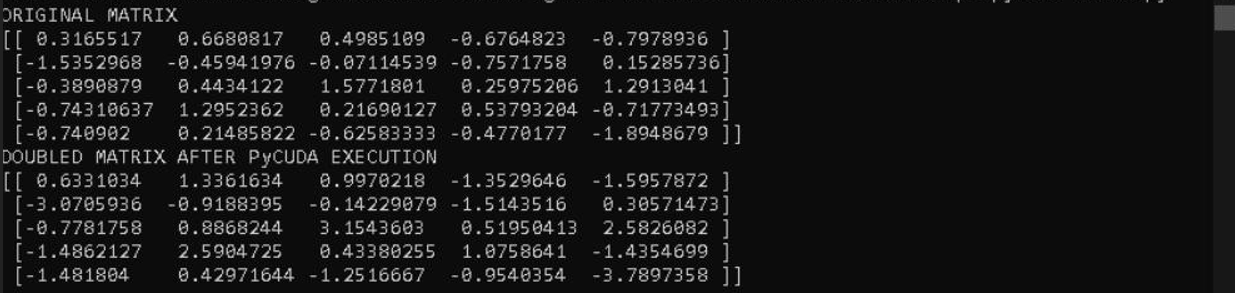 ORIGINAL MATRIX
[[ 0.3165517   0.6680817   0.4985109  -0.6764823  -0.7978936 ]
 [-1.5352968  -0.45941976 -0.07114539 -0.7571758   0.15285736]
 [-0.3890879   0.4434122   1.5771801   0.25975206  1.2913041 ]
 [-0.74310637  1.2952362   0.21690127  0.53793204 -0.71773493]
 [-0.740902    0.21485822 -0.62583333 -0.4770177  -1.8948679 ]]
DOUBLED MATRIX AFTER PyCUDA EXECUTION
[[ 0.6331034   1.3361634   0.9970218  -1.3529646  -1.5957872 ]
 [-3.0705936  -0.9188395  -0.14229079 -1.5143516   0.30571473]
 [-0.7781758   0.8868244   3.1543603   0.51950413  2.5826082 ]
 [-1.4862127   2.5904725   0.43380255  1.0758641  -1.4354699 ]
 [-1.481804    0.42971644 -1.2516667  -0.9540354  -3.7897358 ]]